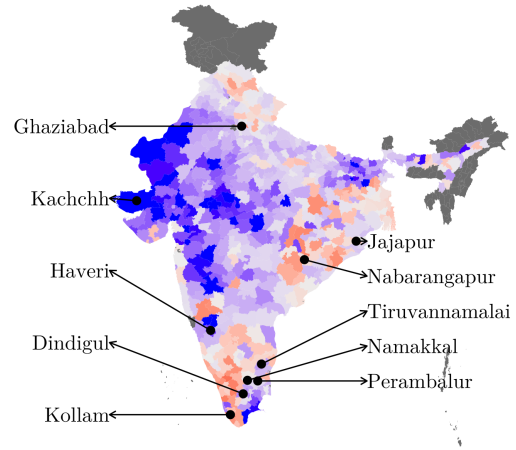 Ghaziabad
Kachchh
Jajapur
Haveri
Nabarangapur
Tiruvannamalai
Dindigul
Namakkal
Perambalur
Kollam